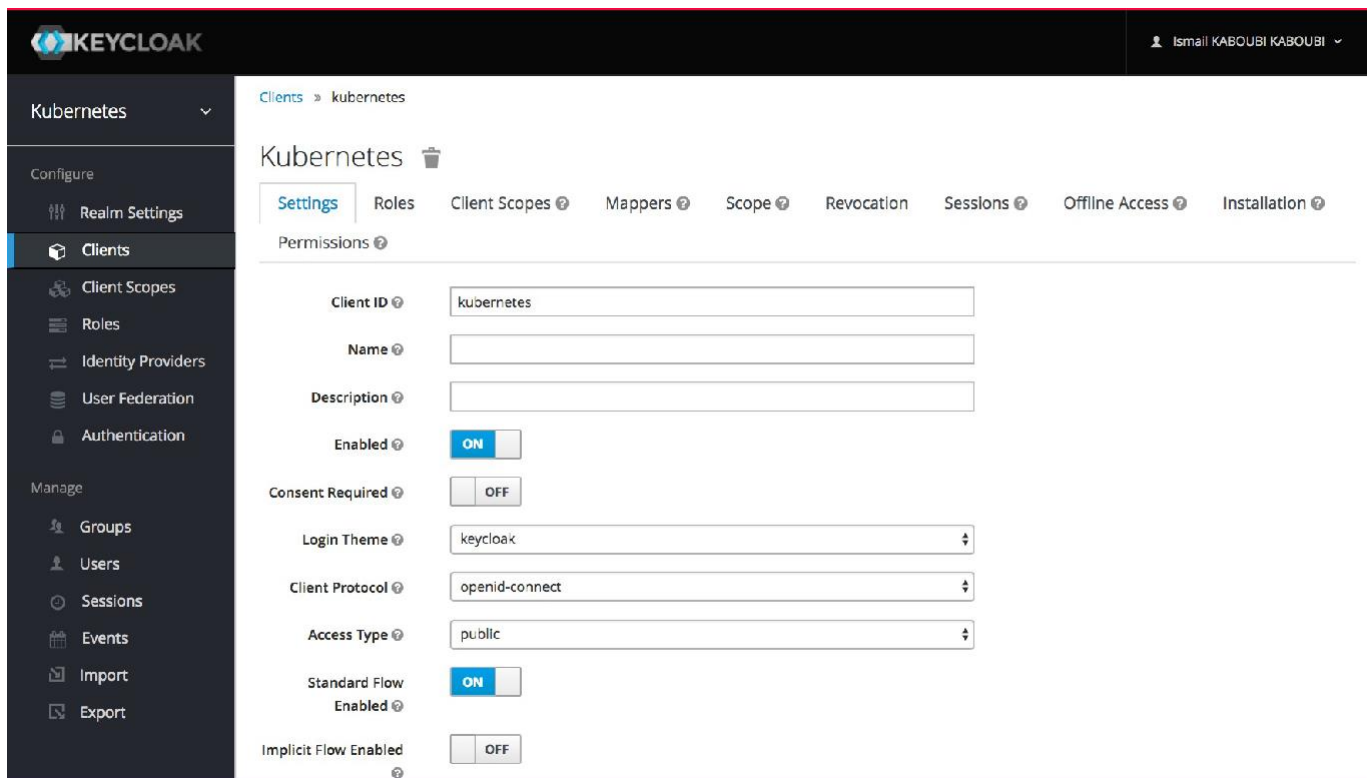 KEYCLOAK
Ismail KABOUBI KABOUBI
Kubernetes
Configure
Realm Settings
Clients
Client Scopes
Roles
Identity Providers
User Federation
Authentication
Manage
Groups
Users
Sessions
Events
Import
Export
Clients » kubernetes
Kubernetes
Settings Roles Client Scopes Mappers Scope Revocation Sessions Offline Access Installation
Permissions
Client ID kubernetes
Name
Description
Enabled ON
Consent Required OFF
Login Theme keycloak
Client Protocol openid-connect
Access Type public
Standard Flow
Enabled
ON
Implicit Flow Enabled OFF